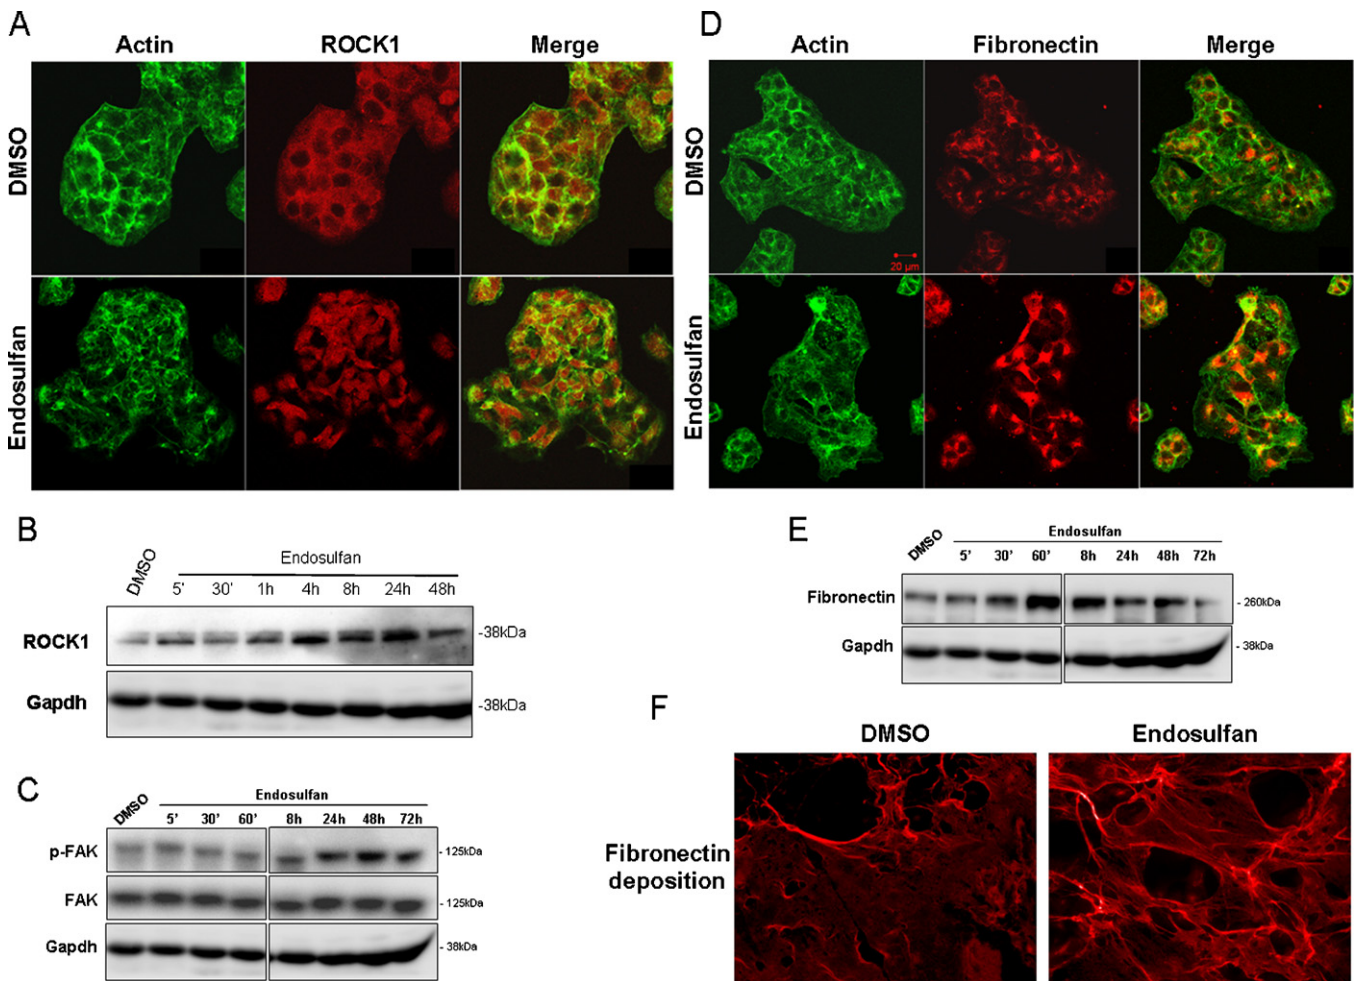 A
Actin ROCK1 Merge
DMSO
Endosulfan
D
Actin Fibronectin Merge
DMSO
20 µm
Endosulfan
B
DMSO
Endosulfan
5' 30' 1h 4h 8h 24h 48h
ROCK1
-38kDa
Gapdh
-38kDa
C
DMSO
Endosulfan
5' 30' 60' 8h 24h 48h 72h
p-FAK
- 125kDa
FAK
- 125kDa
Gapdh
- 38kDa
E
DMSO
Endosulfan
5' 30' 60' 8h 24h 48h 72h
Fibronectin
- 260kDa
Gapdh
- 38kDa
F
DMSO Endosulfan
Fibronectin
deposition